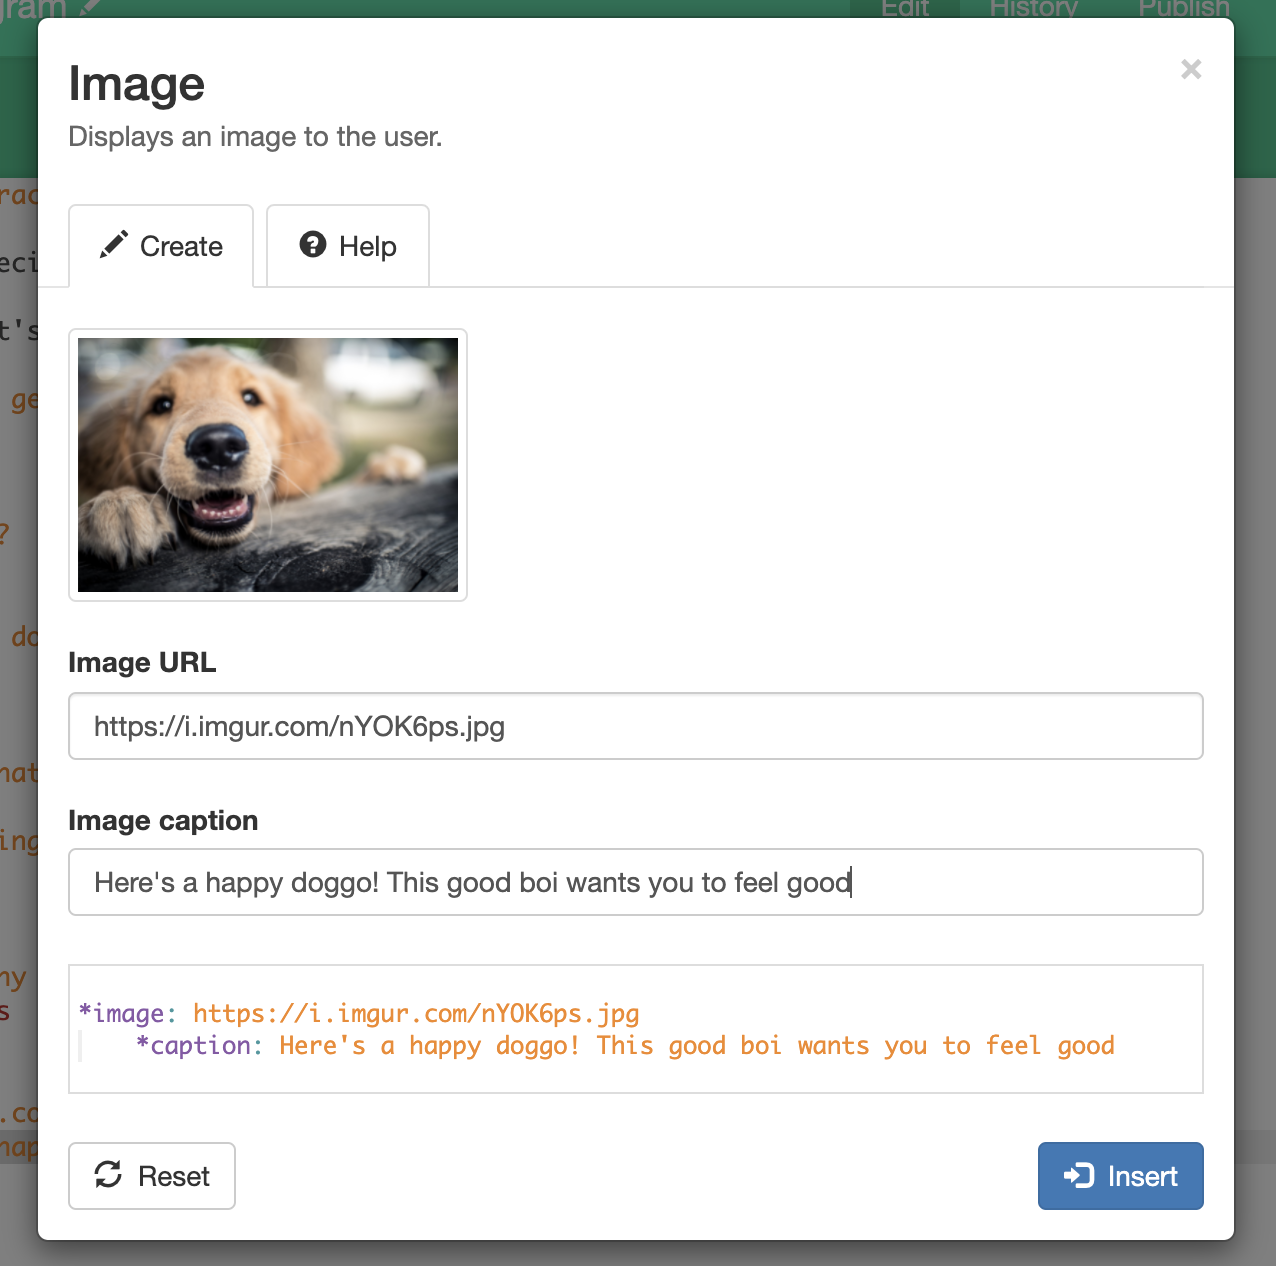 gram
Edit History Publish
Image
×
Displays an image to the user.
Create
Help
Image URL
https://i.imgur.com/nYOK6ps.jpg
Image caption
Here's a happy doggo! This good boi wants you to feel good
*image: https://i.imgur.com/nYOK6ps.jpg
*caption: Here's a happy doggo! This good boi wants you to feel good
Reset
Insert